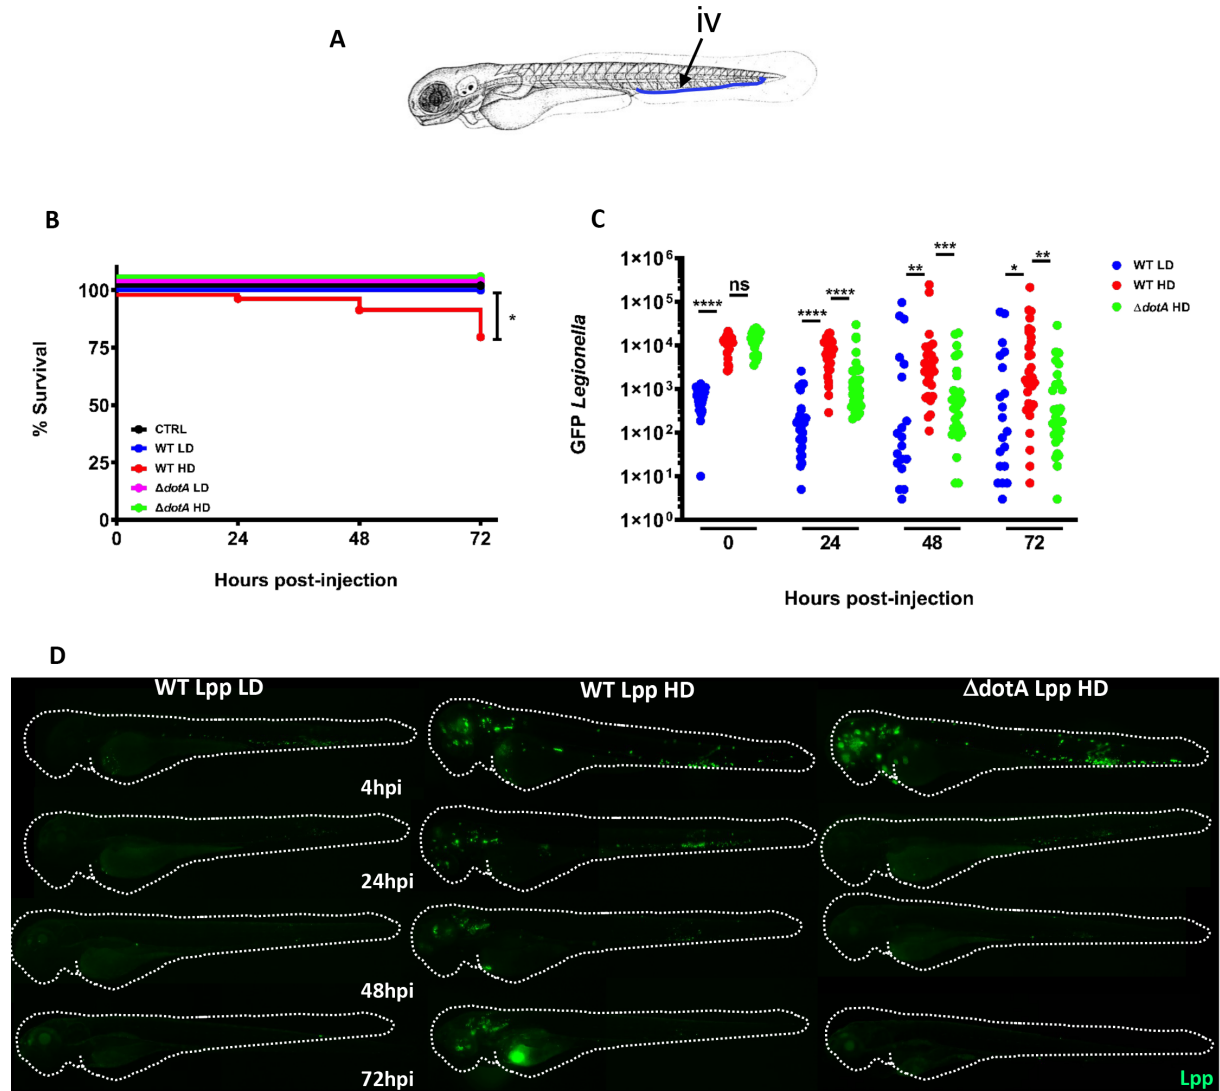 A
iv
B
% Survival
100
75
50
25
0
CTRL
WT LD
WT HD
ΔdotA LD
ΔdotA HD
*
0 24 48 72
Hours post-injection
C
GFP Legionella
1×10⁶
1×10⁵
1×10⁴
1×10³
1×10²
1×10¹
1×10⁰
**** ns
**** ****
** ***
* **
WT LD
WT HD
ΔdotA HD
0 24 48 72
Hours post-injection
D
WT Lpp LD WT Lpp HD ΔdotA Lpp HD
4hpi
24hpi
48hpi
72hpi
Lpp